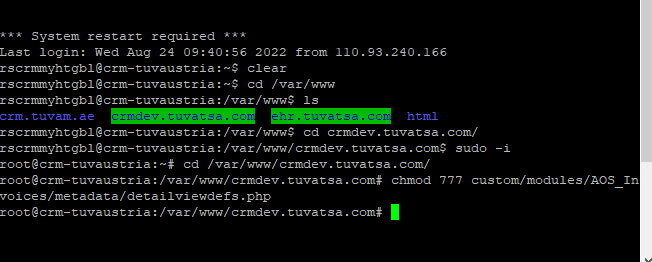 *** System restart required ***
Last login: Wed Aug 24 09:40:56 2022 from 110.93.240.166
rscrmmyhtgbl@crm-tuvaustria:~$ clear
rscrmmyhtgbl@crm-tuvaustria:~$ cd /var/www
rscrmmyhtgbl@crm-tuvaustria:/var/www$ ls
crm.tuvam.ae  crmdev.tuvatsa.com  ehr.tuvatsa.com  html
rscrmmyhtgbl@crm-tuvaustria:/var/www$ cd crmdev.tuvatsa.com/
rscrmmyhtgbl@crm-tuvaustria:/var/www/crmdev.tuvatsa.com$ sudo -i
root@crm-tuvaustria:~# cd /var/www/crmdev.tuvatsa.com/
root@crm-tuvaustria:/var/www/crmdev.tuvatsa.com# chmod 777 custom/modules/AOS_In
voices/metadata/detailviewdefs.php
root@crm-tuvaustria:/var/www/crmdev.tuvatsa.com#